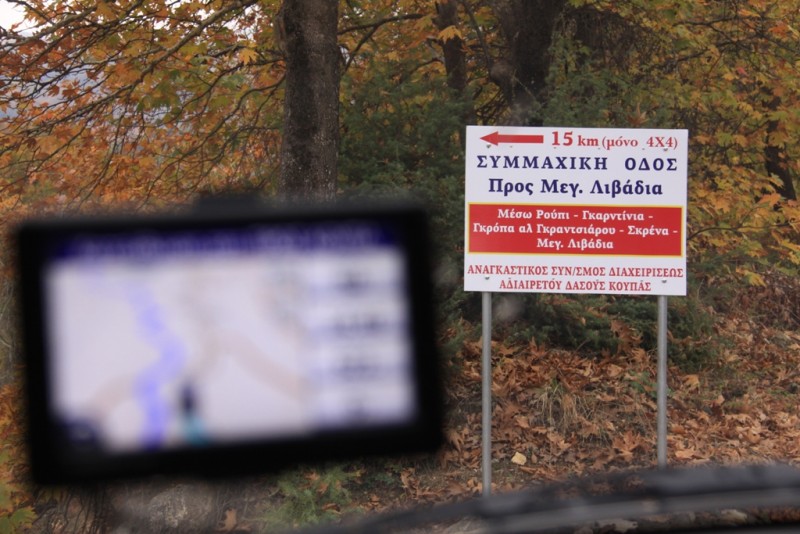 15 km (μόνο 4X4)
ΣΥΜΜΑΧΙΚΗ ΟΔΟΣ
Προς Μεγ. Λιβάδια
Μέσω Ρούπι - Γκαρντίνια -
Γκρόπα αλ Γκραντσιάρου - Σκρένα -
Μεγ. Λιβάδια
ΑΝΑΓΚΑΣΤΙΚΟΣ ΣΥΝ/ΣΜΟΣ ΔΙΑΧΕΙΡΙΣΕΩΣ
ΑΔΙΑΙΡΕΤΟΥ ΔΑΣΟΥΣ ΚΟΥΠΑΣ